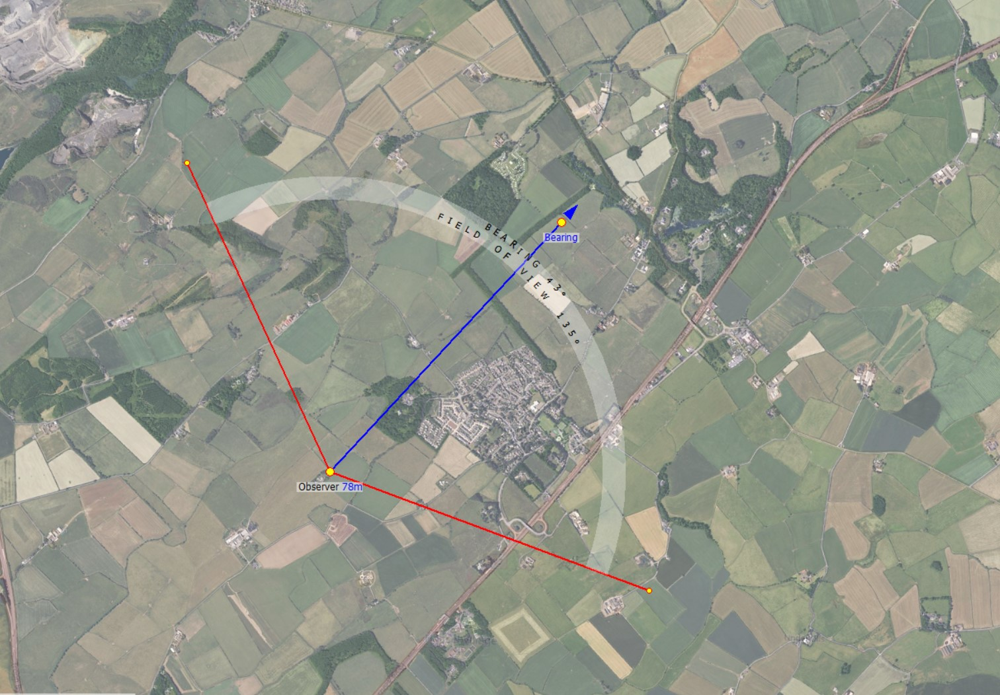 BEARING 43°
FIELD OF VIEW 135°
Bearing
Observer 78m